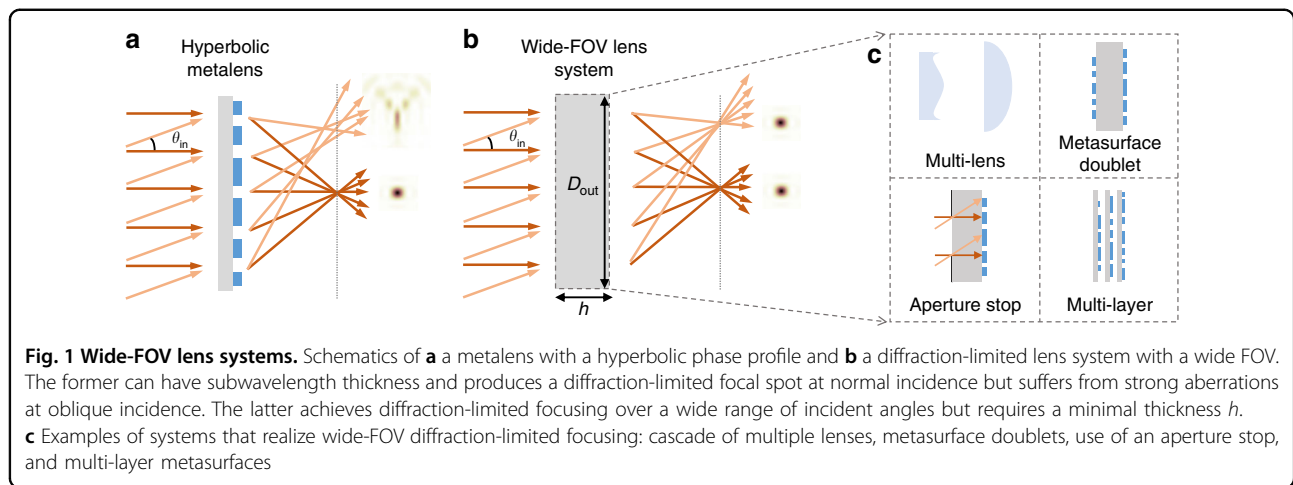 a
Hyperbolic
metalens
θin
b
Wide-FOV lens
system
θin
Dout
h
c
Multi-lens
Metasurface
doublet
Aperture stop
Multi-layer
Fig. 1 Wide-FOV lens systems. Schematics of a a metalens with a hyperbolic phase profile and b a diffraction-limited lens system with a wide FOV.
The former can have subwavelength thickness and produces a diffraction-limited focal spot at normal incidence but suffers from strong aberrations
at oblique incidence. The latter achieves diffraction-limited focusing over a wide range of incident angles but requires a minimal thickness h.
c Examples of systems that realize wide-FOV diffraction-limited focusing: cascade of multiple lenses, metasurface doublets, use of an aperture stop,
and multi-layer metasurfaces